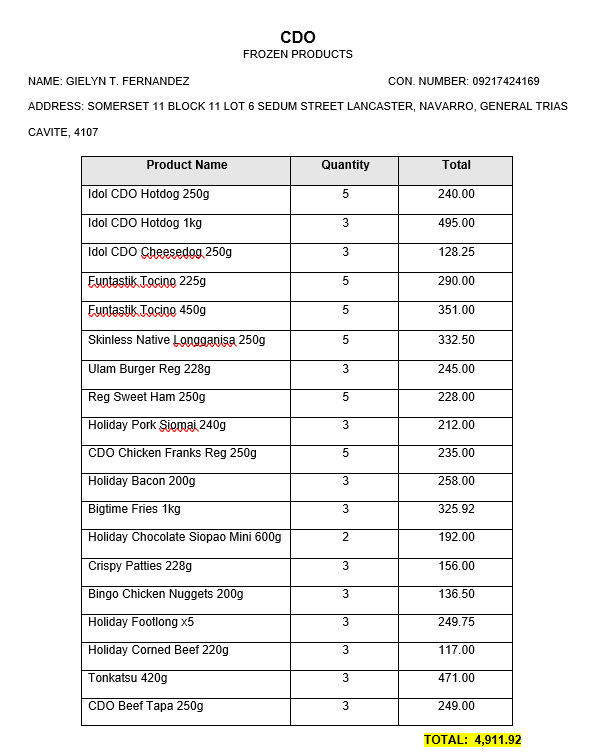 CDO
FROZEN PRODUCTS
NAME: GIELYN T. FERNANDEZ CON. NUMBER: 09217424169
ADDRESS: SOMERSET 11 BLOCK 11 LOT 6 SEDUM STREET LANCASTER, NAVARRO, GENERAL TRIAS
CAVITE, 4107
Product Name Quantity Total
Idol CDO Hotdog 250g 5 240.00
Idol CDO Hotdog 1kg 3 495.00
Idol CDO Cheesedog 250g 3 128.25
Funtastik Tocino 225g 5 290.00
Funtastik Tocino 450g 5 351.00
Skinless Native Longganisa 250g 5 332.50
Ulam Burger Reg 228g 3 245.00
Reg Sweet Ham 250g 5 228.00
Holiday Pork Siomai 240g 3 212.00
CDO Chicken Franks Reg 250g 5 235.00
Holiday Bacon 200g 3 258.00
Bigtime Fries 1kg 3 325.92
Holiday Chocolate Siopao Mini 600g 2 192.00
Crispy Patties 228g 3 156.00
Bingo Chicken Nuggets 200g 3 136.50
Holiday Footlong x5 3 249.75
Holiday Corned Beef 220g 3 117.00
Tonkatsu 420g 3 471.00
CDO Beef Tapa 250g 3 249.00
TOTAL: 4,911.92